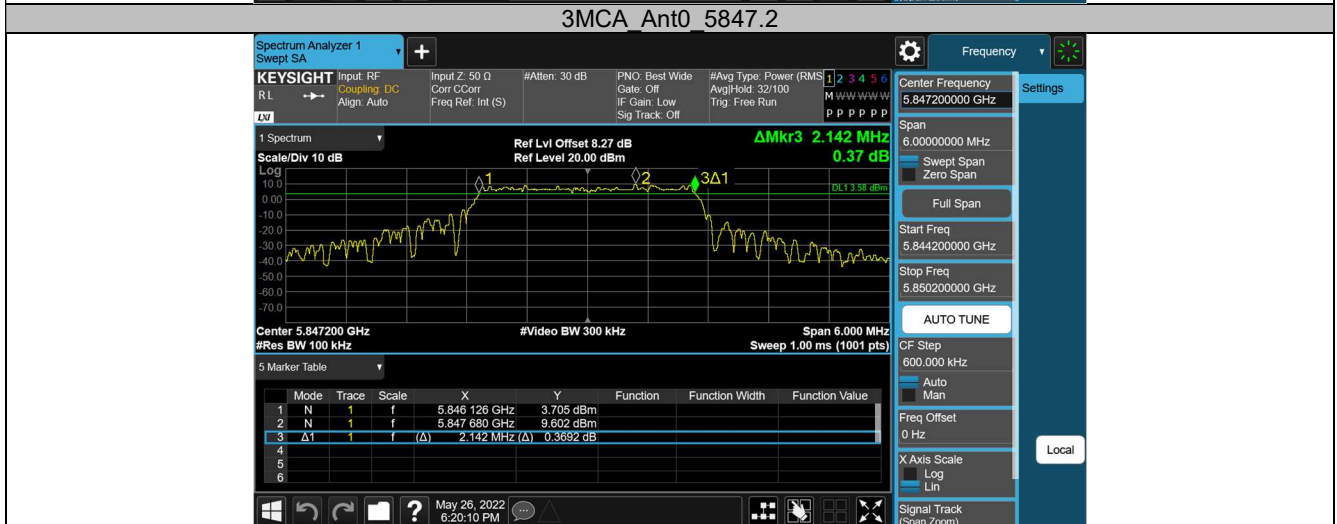 3MCA_Ant0_5847.2
Spectrum Analyzer 1
Swept SA
Frequency
KEYSIGHT
R L
LXI
Input: RF
Coupling: DC
Align: Auto
Input Z: 50 Ω
Corr CCorr
Freq Ref: Int (S)
#Atten: 30 dB
PNO: Best Wide
Gate: Off
IF Gain: Low
Sig Track: Off
#Avg Type: Power (RMS
Avg|Hold: 32/100
Trig: Free Run
1 2 3 4 5 6
M W W W W W
P P P P P P
1 Spectrum
Scale/Div 10 dB
Ref Lvl Offset 8.27 dB
Ref Level 20.00 dBm
ΔMkr3 2.142 MHz
0.37 dB
Log
10.0
0.00
-10.0
-20.0
-30.0
-40.0
-50.0
-60.0
-70.0
1
2
3Δ1
DL1 3.58 dBm
Center 5.847200 GHz
#Res BW 100 kHz
#Video BW 300 kHz
Span 6.000 MHz
Sweep 1.00 ms (1001 pts)
5 Marker Table
Mode Trace Scale X Y Function Function Width Function Value
1 N 1 f 5.846 126 GHz 3.705 dBm
2 N 1 f 5.847 680 GHz 9.602 dBm
3 Δ1 1 f (Δ) 2.142 MHz (Δ) 0.3692 dB
4
5
6
?
May 26, 2022
6:20:10 PM
Center Frequency
5.847200000 GHz
Settings
Span
6.00000000 MHz
Swept Span
Zero Span
Full Span
Start Freq
5.844200000 GHz
Stop Freq
5.850200000 GHz
AUTO TUNE
CF Step
600.000 kHz
Auto
Man
Freq Offset
0 Hz
X Axis Scale
Log
Lin
Local
Signal Track
(Span Zoom)